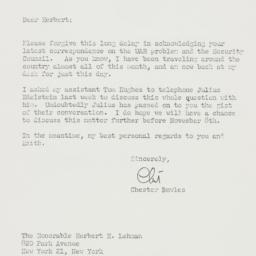 Dear Herbert:
Please forgive this long delay in acknowledging your
latest correspondence on the UAR problem and the Security
Council. As you know, I have been traveling around the
country almost all of this month, and am now back at my
desk for just this day.
I asked my assistant Tom Hughes to telephone Julius
Edelstein last week to discuss this whole question with
him. Undoubtedly Julius has passed on to you the gist
of their conversation. I do hope we will have a chance
to discuss this matter further before November 8th.
In the meantime, my best personal regards to you and
Edith.
Sincerely,
Chet
Chester Bowles
The Honorable Herbert H. Lehman
820 Park Avenue
New York 21, New York